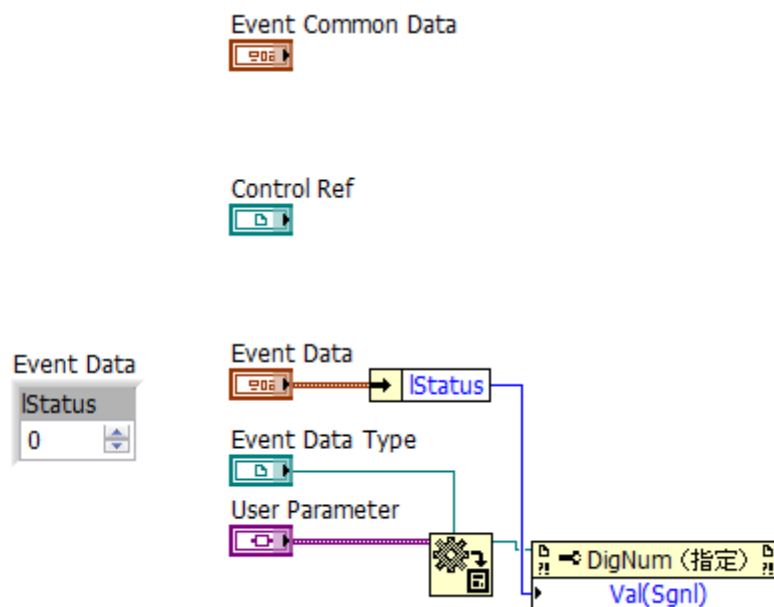 Event Common Data
Control Ref
Event Data
Event Data
lStatus
lStatus
0
Event Data Type
User Parameter
DigNum (指定)
Val(Sgnl)